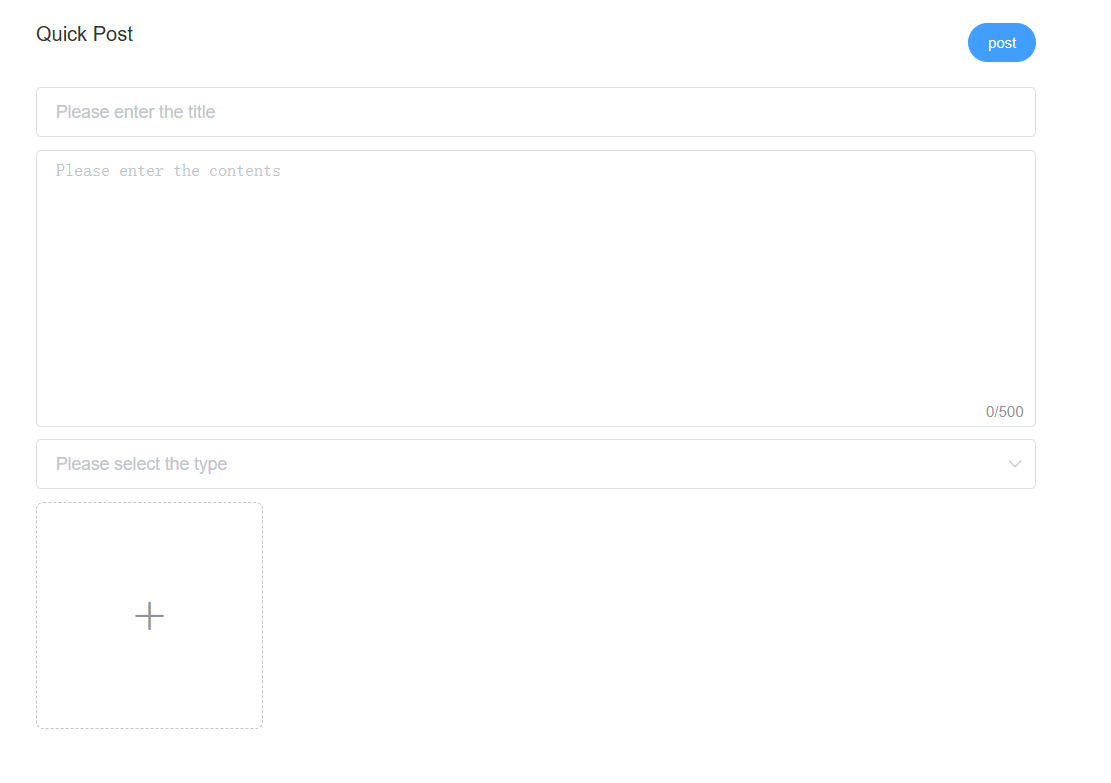 Quick Post
post
Please enter the title
Please enter the contents
0/500
Please select the type